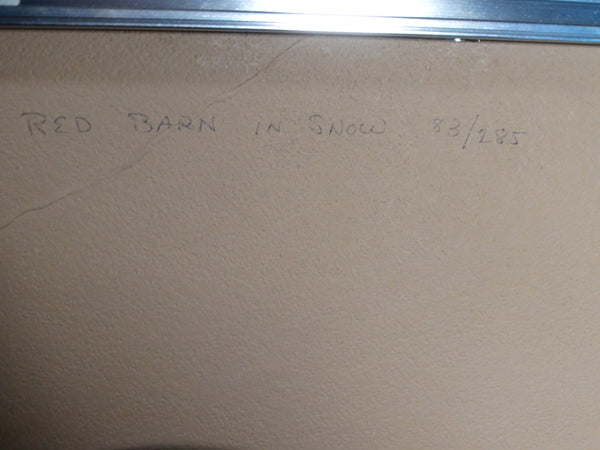 RED BARN IN SNOW 83/285